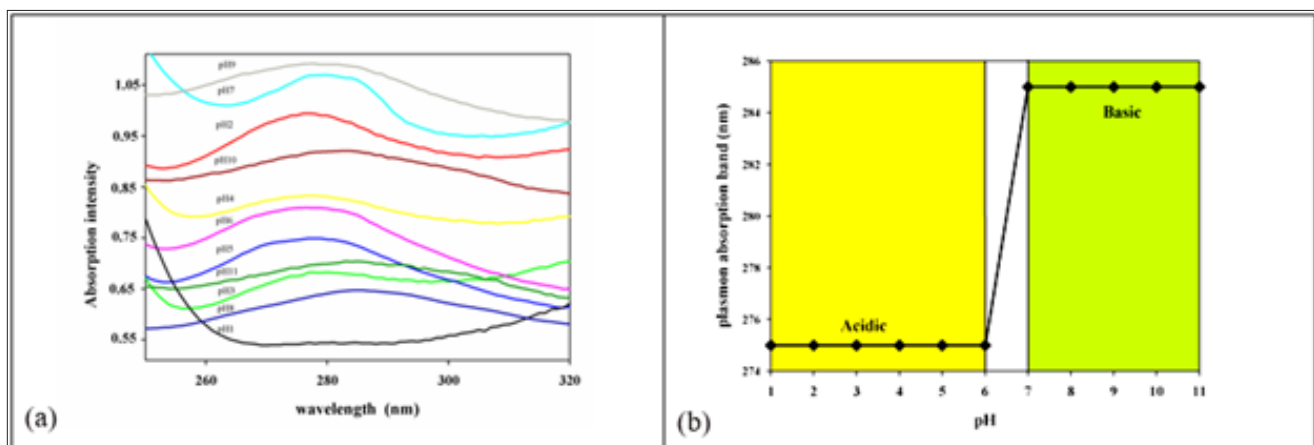 Absorption intensity
1.05
0.95
0.85
0.75
0.65
0.55
pH9
pH7
pH2
pH10
pH4
pH6
pH5
pH11
pH3
pH8
pH1
260
280
300
320
wavelength (nm)
(a)
plasmon absorption band (nm)
286
284
282
280
278
276
274
Basic
Acidic
1 2 3 4 5 6 7 8 9 10 11
pH
(b)